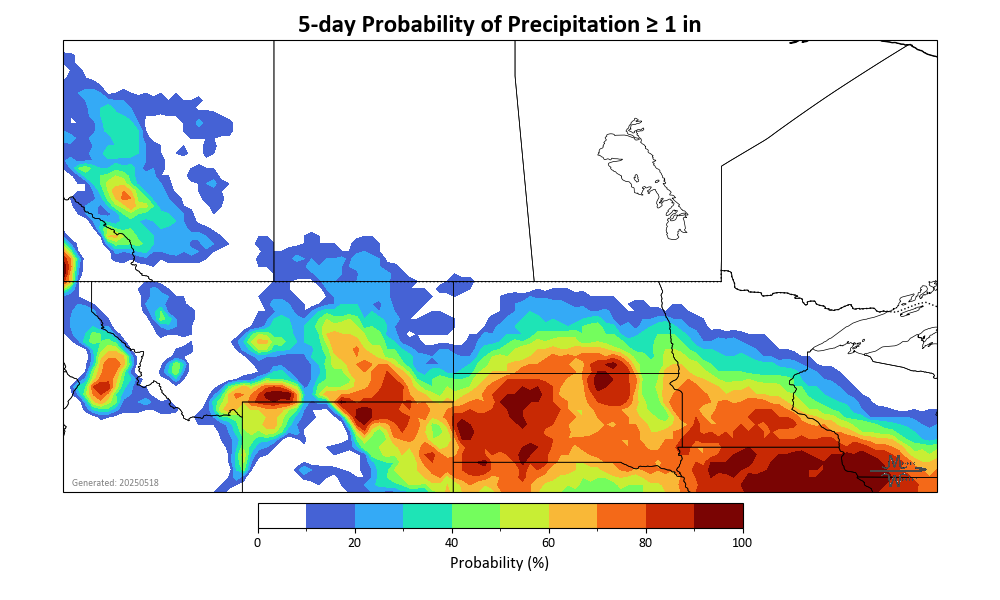 5-day Probability of Precipitation ≥ 1 in
Generated: 20250518
0 20 40 60 80 100
Probability (%)